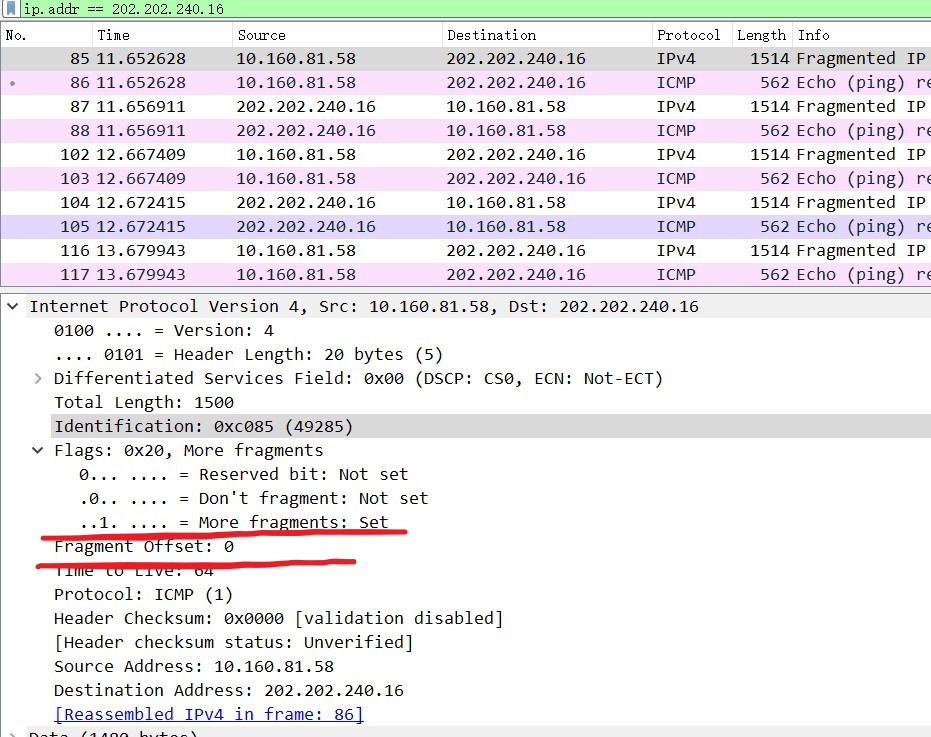 ip.addr == 202.202.240.16
No. Time Source Destination Protocol Length Info
85 11.652628 10.160.81.58 202.202.240.16 IPv4 1514 Fragmented IP
86 11.652628 10.160.81.58 202.202.240.16 ICMP 562 Echo (ping) re
87 11.656911 202.202.240.16 10.160.81.58 IPv4 1514 Fragmented IP
88 11.656911 202.202.240.16 10.160.81.58 ICMP 562 Echo (ping) re
102 12.667409 10.160.81.58 202.202.240.16 IPv4 1514 Fragmented IP
103 12.667409 10.160.81.58 202.202.240.16 ICMP 562 Echo (ping) re
104 12.672415 202.202.240.16 10.160.81.58 IPv4 1514 Fragmented IP
105 12.672415 202.202.240.16 10.160.81.58 ICMP 562 Echo (ping) re
116 13.679943 10.160.81.58 202.202.240.16 IPv4 1514 Fragmented IP
117 13.679943 10.160.81.58 202.202.240.16 ICMP 562 Echo (ping) re
Internet Protocol Version 4, Src: 10.160.81.58, Dst: 202.202.240.16
0100 .... = Version: 4
.... 0101 = Header Length: 20 bytes (5)
Differentiated Services Field: 0x00 (DSCP: CS0, ECN: Not-ECT)
Total Length: 1500
Identification: 0xc085 (49285)
Flags: 0x20, More fragments
0... .... = Reserved bit: Not set
.0.. .... = Don't fragment: Not set
..1. .... = More fragments: Set
Fragment Offset: 0
Time to Live: 64
Protocol: ICMP (1)
Header Checksum: 0x0000 [validation disabled]
[Header checksum status: Unverified]
Source Address: 10.160.81.58
Destination Address: 202.202.240.16
[Reassembled IPv4 in frame: 86]
Data (1480 bytes)